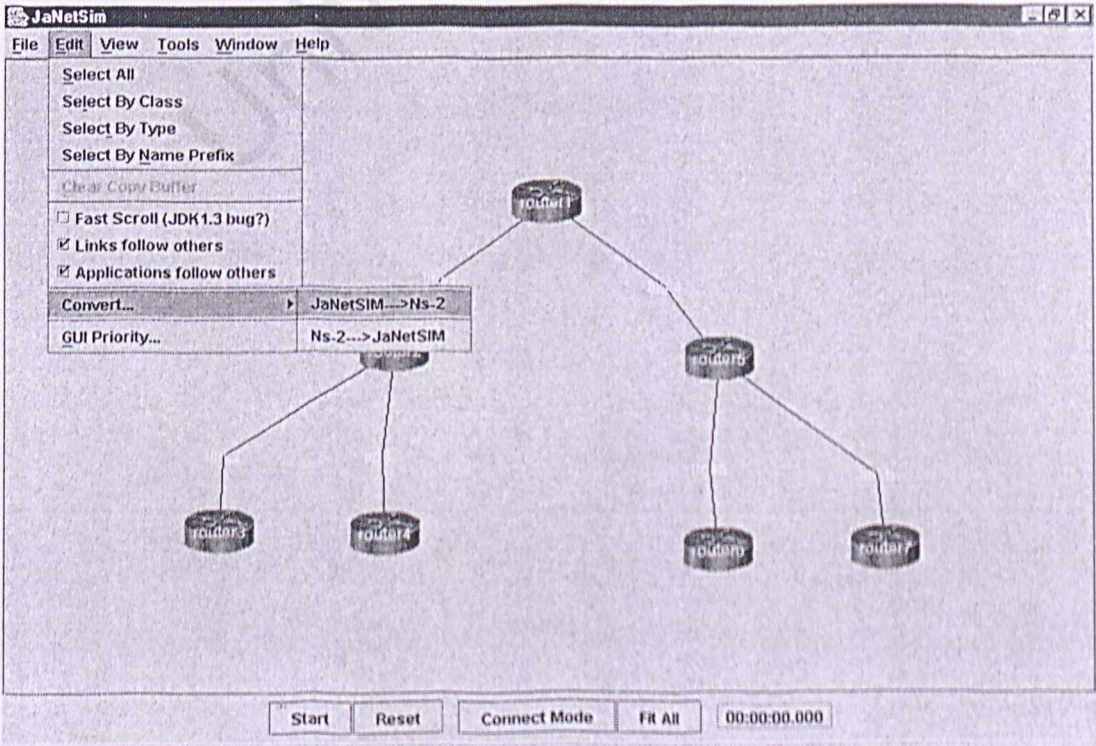 JaNetSim
File Edit View Tools Window Help
Select All
Select By Class
Select By Type
Select By Name Prefix
Clear Copy Buffer
Fast Scroll (JDK1.3 bug?)
Links follow others
Applications follow others
Convert...
JaNetSIM--->Ns-2
GUI Priority...
Ns-2--->JaNetSIM
router1
router5
router3
router4
router6
router7
Start Reset Connect Mode Fit All 00:00:00.000